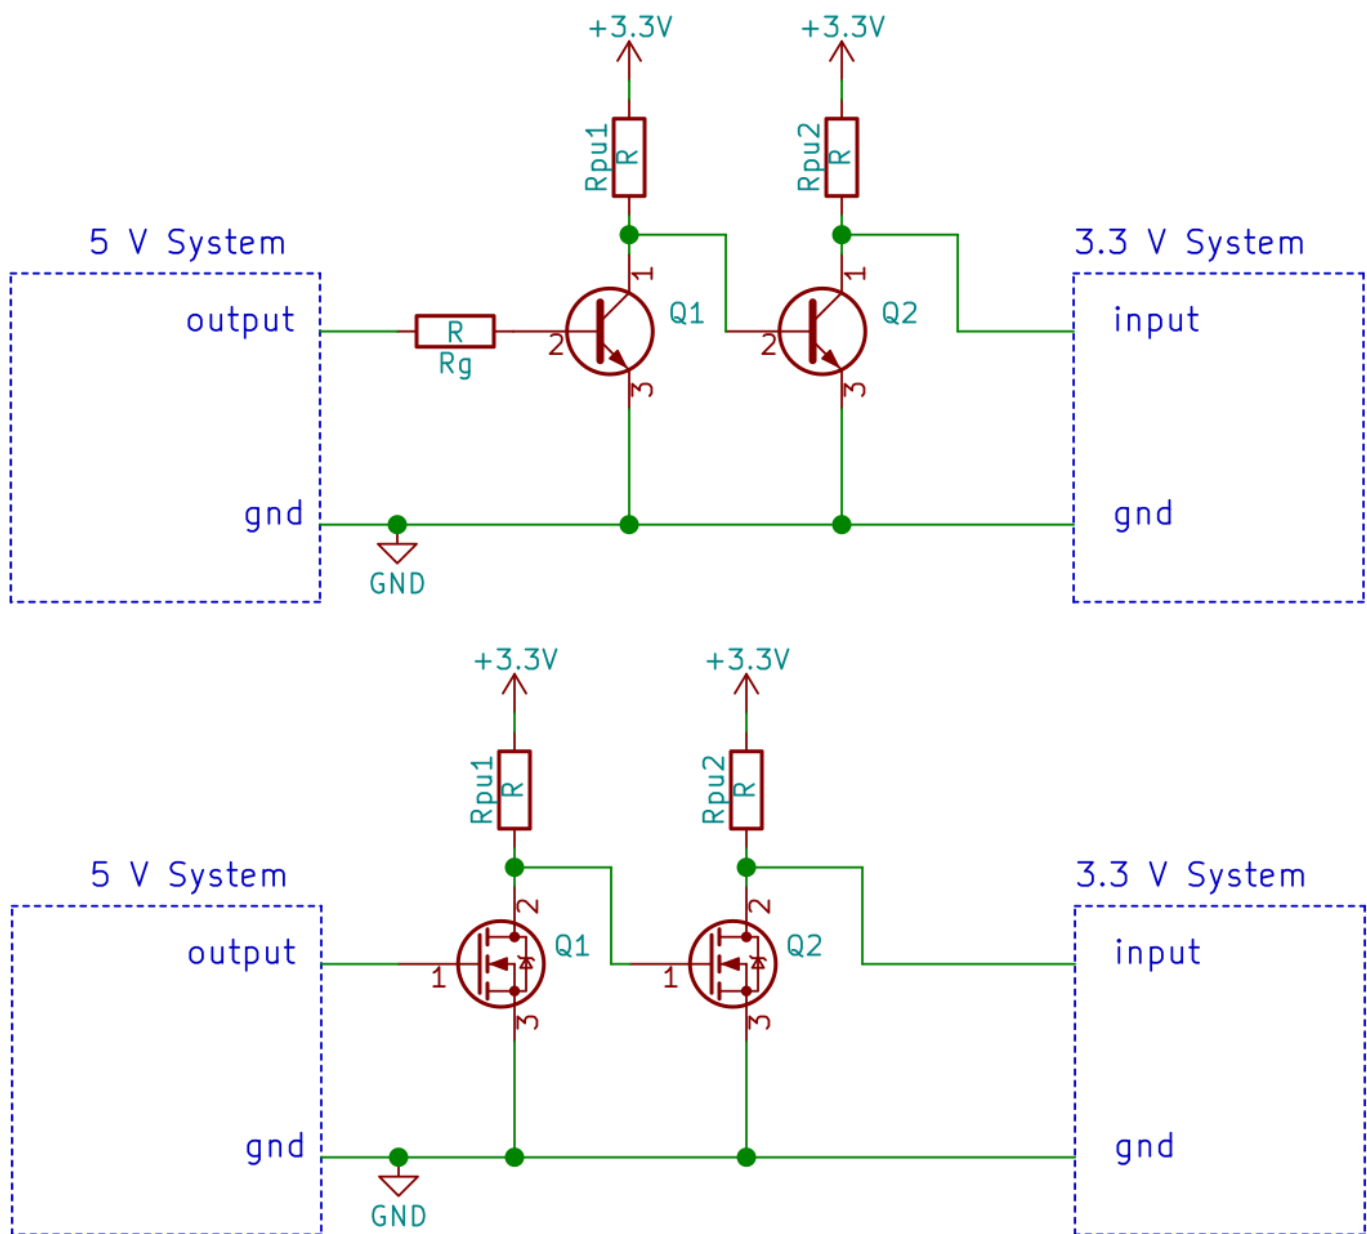 +3.3V
+3.3V
Rpu1
R
Rpu2
R
5 V System
3.3 V System
1
1
output
R
Rg
2
Q1
2
Q2
input
3
3
gnd
gnd
GND
+3.3V
+3.3V
Rpu1
R
Rpu2
R
5 V System
3.3 V System
2
2
output
1
Q1
1
Q2
input
3
3
gnd
gnd
GND